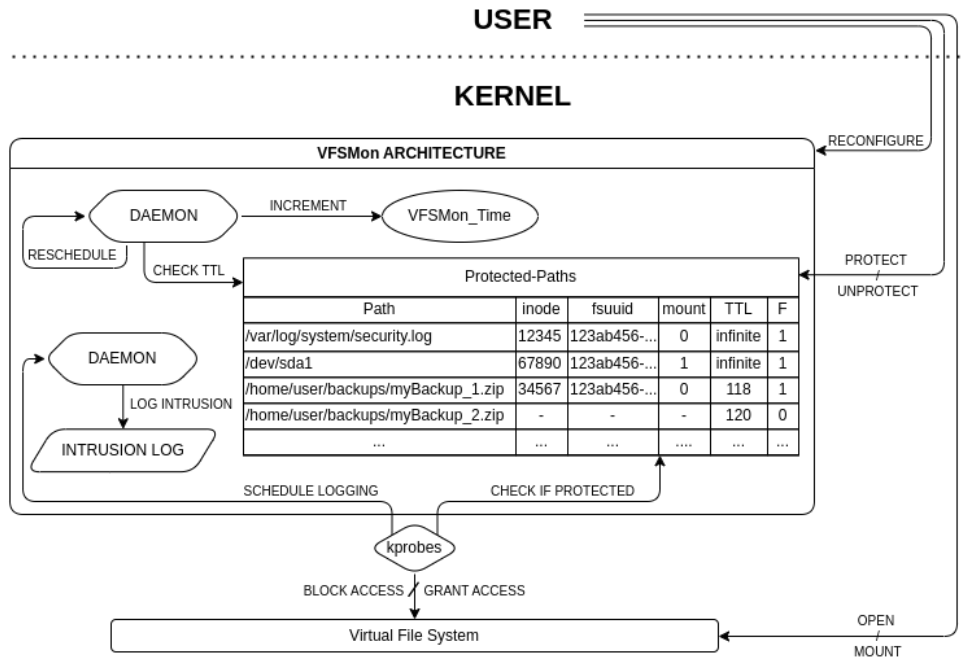 USER
KERNEL
RECONFIGURE
VFSMon ARCHITECTURE
DAEMON
INCREMENT
VFSMon_Time
RESCHEDULE
CHECK TTL
PROTECT
/
UNPROTECT
Protected-Paths
Path inode fsuuid mount TTL F
/var/log/system/security.log 12345 123ab456-... 0 infinite 1
/dev/sda1 67890 123ab456-... 1 infinite 1
/home/user/backups/myBackup_1.zip 34567 123ab456-... 0 118 1
/home/user/backups/myBackup_2.zip - - - 120 0
... ... ... .... ... ...
DAEMON
LOG INTRUSION
INTRUSION LOG
SCHEDULE LOGGING
CHECK IF PROTECTED
kprobes
BLOCK ACCESS / GRANT ACCESS
Virtual File System
OPEN
/
MOUNT